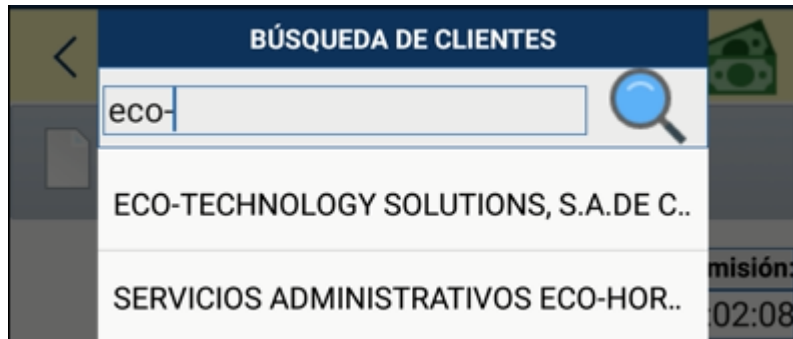 BÚSQUEDA DE CLIENTES
eco-
ECO-TECHNOLOGY SOLUTIONS, S.A.DE C..
misión:
SERVICIOS ADMINISTRATIVOS ECO-HOR..
:02:08